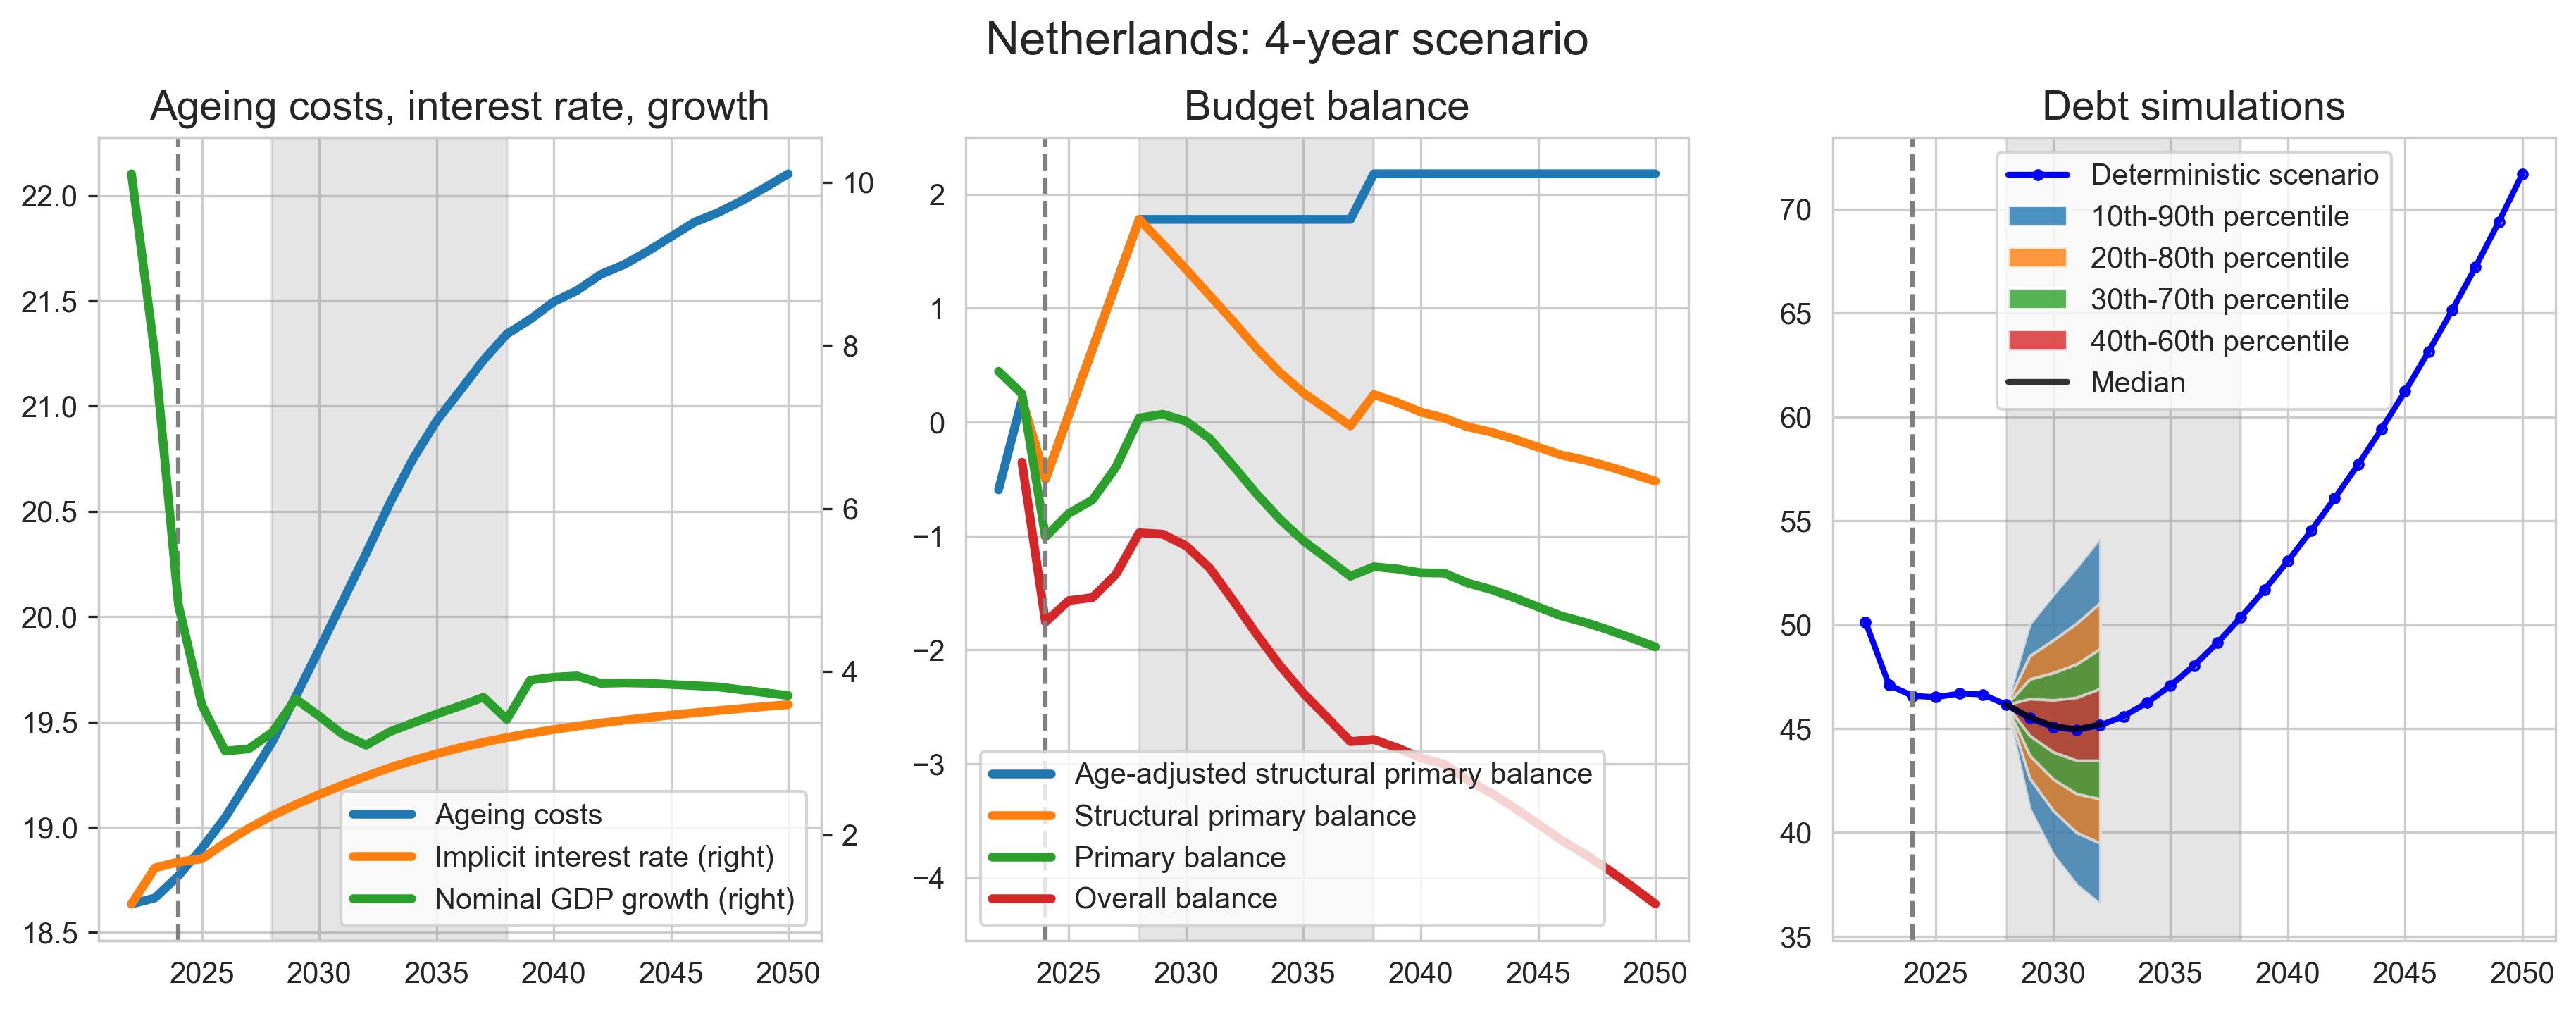 Netherlands: 4-year scenario
Ageing costs, interest rate, growth
22.0
21.5
21.0
20.5
20.0
19.5
19.0
18.5
10
8
6
4
2
Ageing costs
Implicit interest rate (right)
Nominal GDP growth (right)
2025 2030 2035 2040 2045 2050
Budget balance
2
1
0
−1
−2
−3
−4
Age-adjusted structural primary balance
Structural primary balance
Primary balance
Overall balance
2025 2030 2035 2040 2045 2050
Debt simulations
70
65
60
55
50
45
40
35
Deterministic scenario
10th-90th percentile
20th-80th percentile
30th-70th percentile
40th-60th percentile
Median
2025 2030 2035 2040 2045 2050